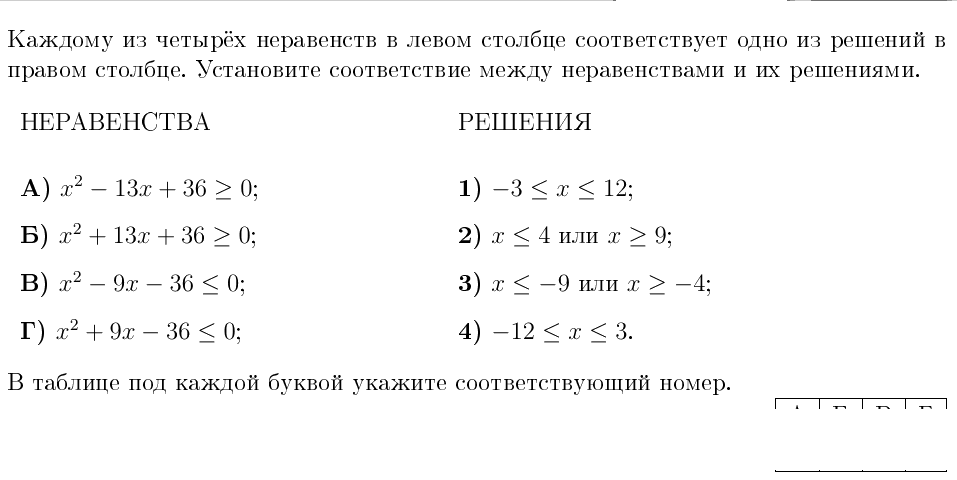 Каждому из четырёх неравенств в левом столбце соответствует одно из решений в
правом столбце. Установите соответствие между неравенствами и их решениями.
НЕРАВЕНСТВА РЕШЕНИЯ
А) x² − 13x + 36 ≥ 0; 1) −3 ≤ x ≤ 12;
Б) x² + 13x + 36 ≥ 0; 2) x ≤ 4 или x ≥ 9;
В) x² − 9x − 36 ≤ 0; 3) x ≤ −9 или x ≥ −4;
Г) x² + 9x − 36 ≤ 0; 4) −12 ≤ x ≤ 3.
В таблице под каждой буквой укажите соответствующий номер.